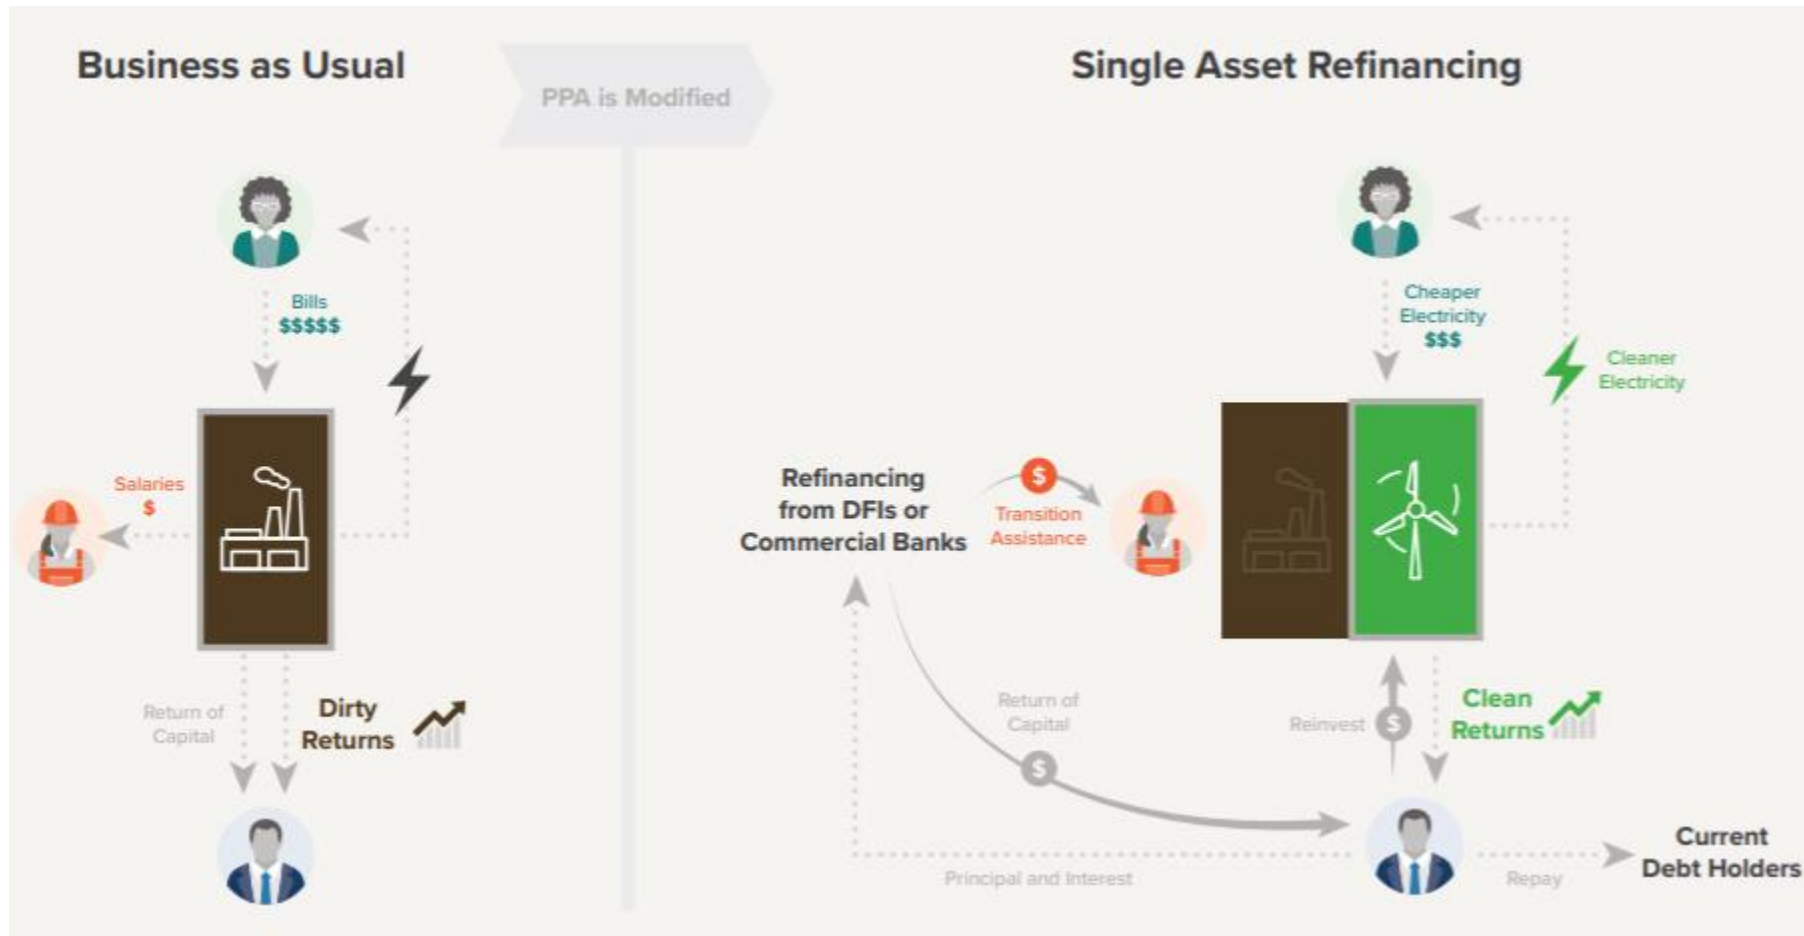 Business as Usual
PPA is Modified
Single Asset Refinancing
Bills
$$$$$
Salaries
$
Return of
Capital
Dirty
Returns
Cheaper
Electricity
$$$
Cleaner
Electricity
Refinancing
from DFIs or
Commercial Banks
$
Transition
Assistance
Return of
Capital
$
Reinvest
$
Clean
Returns
Principal and Interest
Repay
Current
Debt Holders